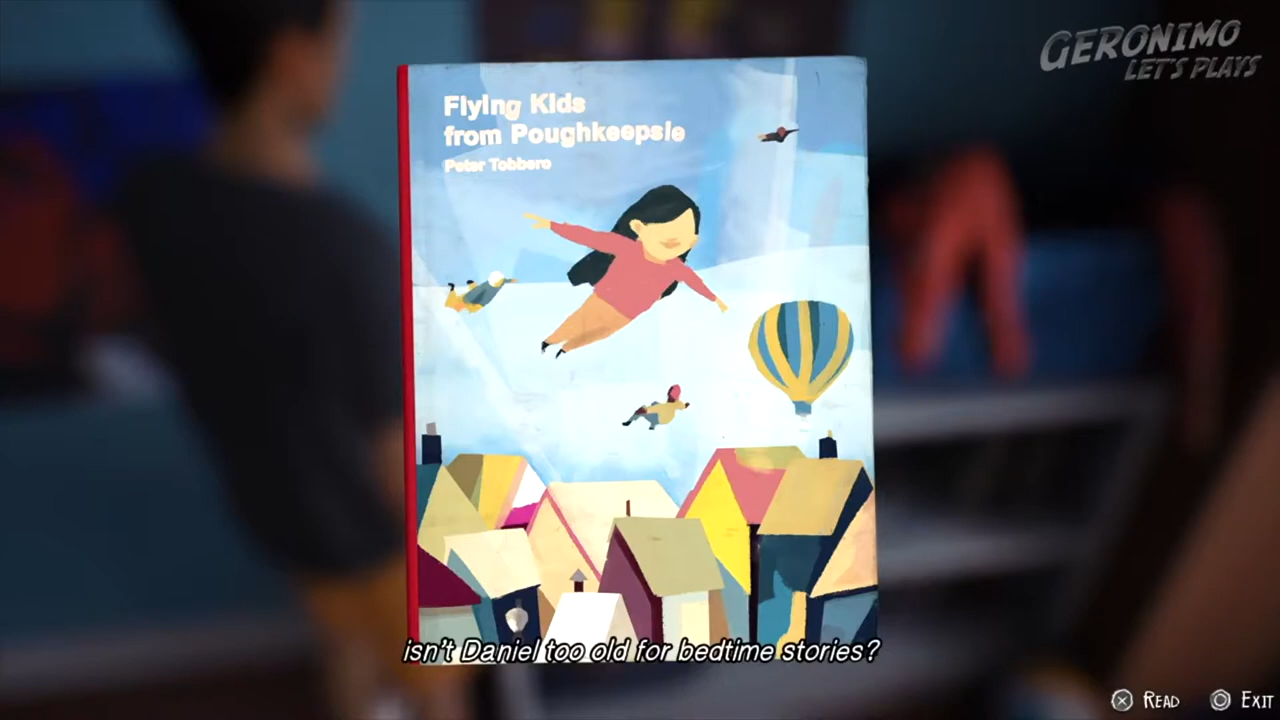 GERONIMO
LET'S PLAYS
Flying Kids
from Poughkeepsie
Peter Tobbero
isn't Daniel too old for bedtime stories?
READ
EXIT